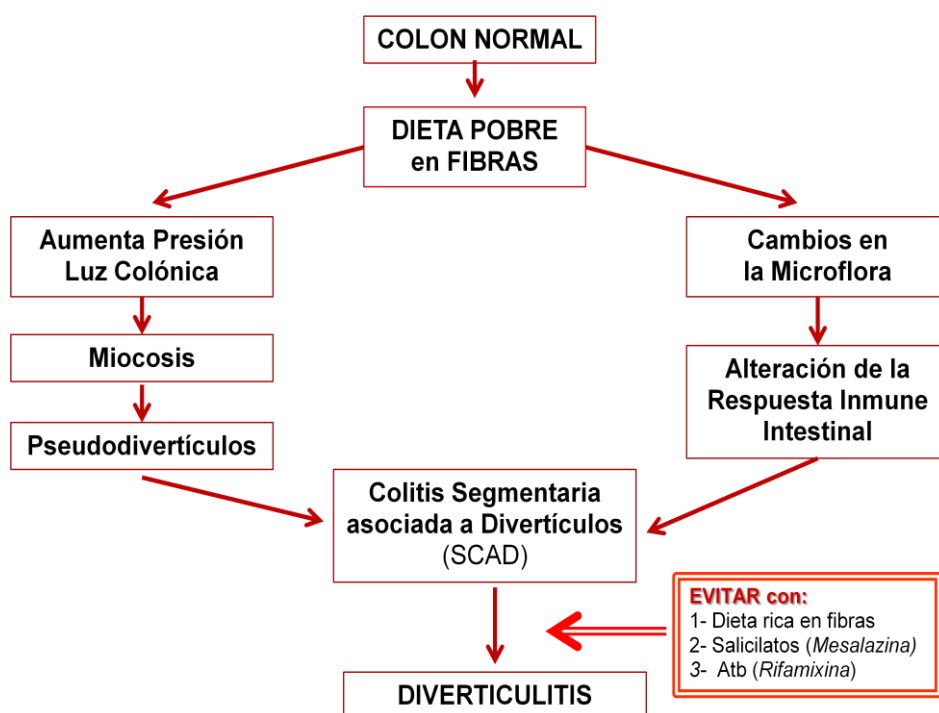 COLON NORMAL
DIETA POBRE
en FIBRAS
Aumenta Presión
Luz Colónica
Miocosis
Pseudodivertículos
Cambios en
la Microflora
Alteración de la
Respuesta Inmune
Intestinal
Colitis Segmentaria
asociada a Divertículos
(SCAD)
EVITAR con:
1- Dieta rica en fibras
2- Salicilatos (Mesalazina)
3- Atb (Rifamixina)
DIVERTICULITIS